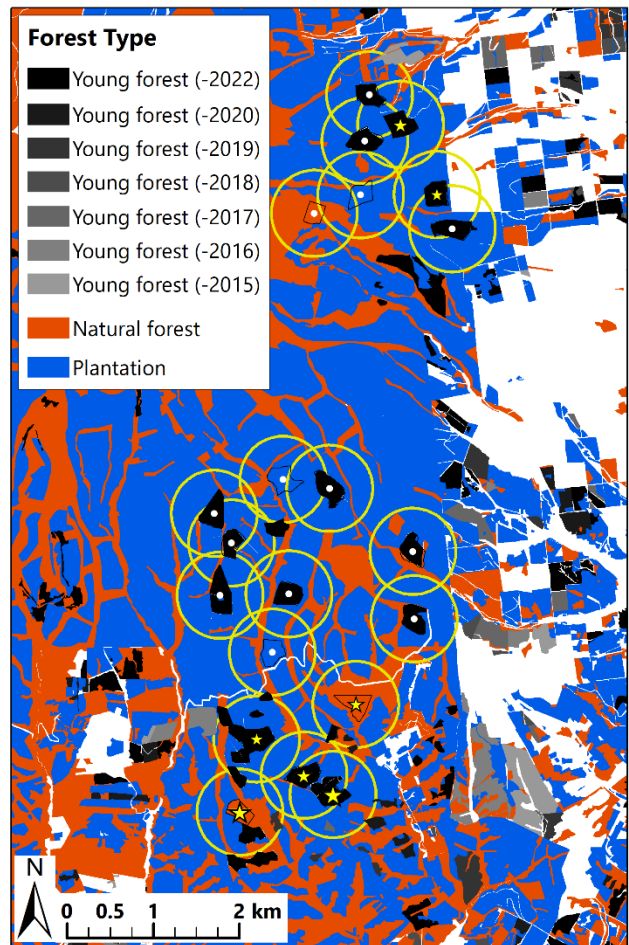 Forest Type
Young forest (-2022)
Young forest (-2020)
Young forest (-2019)
Young forest (-2018)
Young forest (-2017)
Young forest (-2016)
Young forest (-2015)
Natural forest
Plantation
N
0 0.5 1 2 km